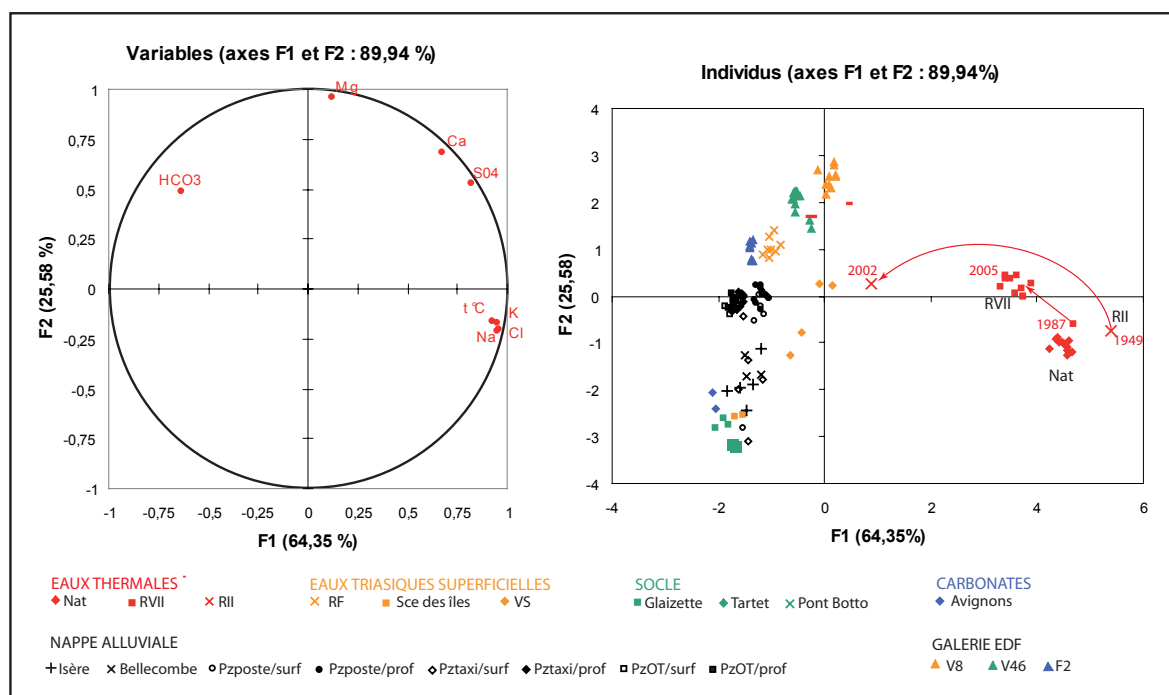 Variables (axes F1 et F2 : 89,94 %)
1
0,75
0,5
0,25
0
-0,25
-0,5
-0,75
-1
F2 (25,58 %)
Mg
Ca
S04
HCO3
t°C
K
Na
Cl
-1
-0,75
-0,5
-0,25
0
0,25
0,5
0,75
1
F1 (64,35 %)
Individus (axes F1 et F2 : 89,94%)
4
3
2
1
0
-1
-2
-3
-4
F2 (25,58)
2002
2005
RVII
1987
RII
1949
Nat
-4
-2
0
2
4
6
F1 (64,35%)
EAUX THERMALES
Nat
RVII
RII
EAUX TRIASIQUES SUPERFICIELLES
RF
Sce des îles
VS
SOCLE
Glaizette
Tartet
Pont Botto
CARBONATES
Avignons
NAPPE ALLUVIALE
Isère
Bellecombe
Pzposte/surf
Pzposte/prof
Pztaxi/surf
Pztaxi/prof
PzOT/surf
PzOT/prof
GALERIE EDF
V8
V46
F2